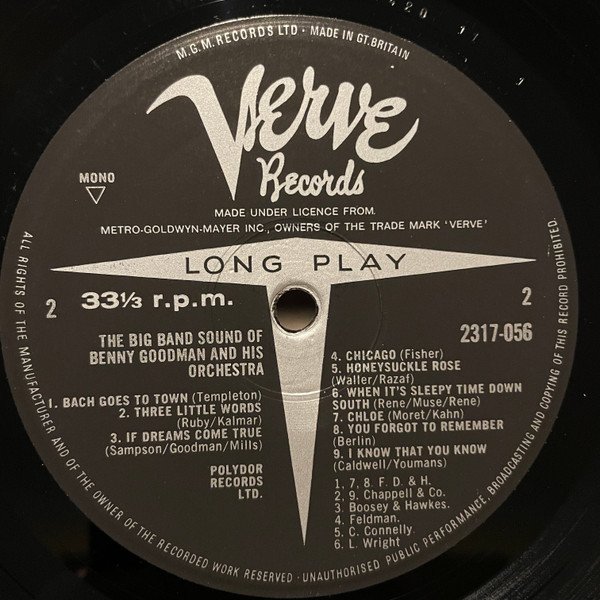 M.G.M. RECORDS LTD · MADE IN GT. BRITAIN
Verve
Records
MONO
MADE UNDER LICENCE FROM
METRO-GOLDWYN-MAYER INC., OWNERS OF THE TRADE MARK 'VERVE'
LONG PLAY
2
33⅓ r.p.m.
2
2317-056
THE BIG BAND SOUND OF
BENNY GOODMAN AND HIS
ORCHESTRA
1. BACH GOES TO TOWN (Templeton)
2. THREE LITTLE WORDS
(Ruby/Kalmar)
3. IF DREAMS COME TRUE
(Sampson/Goodman/Mills)
POLYDOR
RECORDS
LTD.
4. CHICAGO (Fisher)
5. HONEYSUCKLE ROSE
(Waller/Razaf)
6. WHEN IT'S SLEEPY TIME DOWN
SOUTH (Rene/Muse/Rene)
7. CHLOE (Moret/Kahn)
8. YOU FORGOT TO REMEMBER
(Berlin)
9. I KNOW THAT YOU KNOW
(Caldwell/Youmans)
1. 7. 8. F. D. & H.
2. 9. Chappell & Co.
3. Boosey & Hawkes.
4. Feldman.
5. C. Connelly.
6. L. Wright
ALL RIGHTS OF THE MANUFACTURER AND OF THE OWNER OF THE RECORDED WORK RESERVED · UNAUTHORISED PUBLIC PERFORMANCE, BROADCASTING AND COPYING OF THIS RECORD PROHIBITED.